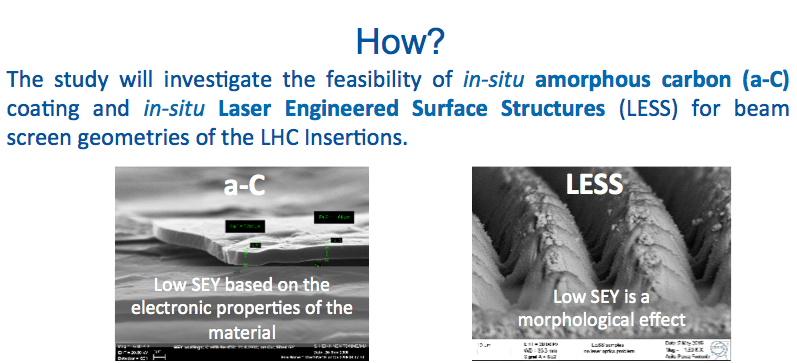 How?
The study will investigate the feasibility of in-situ amorphous carbon (a-C)
coating and in-situ Laser Engineered Surface Structures (LESS) for beam
screen geometries of the LHC Insertions.
a-C
Low SEY based on the
electronic properties of the
material
LESS
Low SEY is a
morphological effect